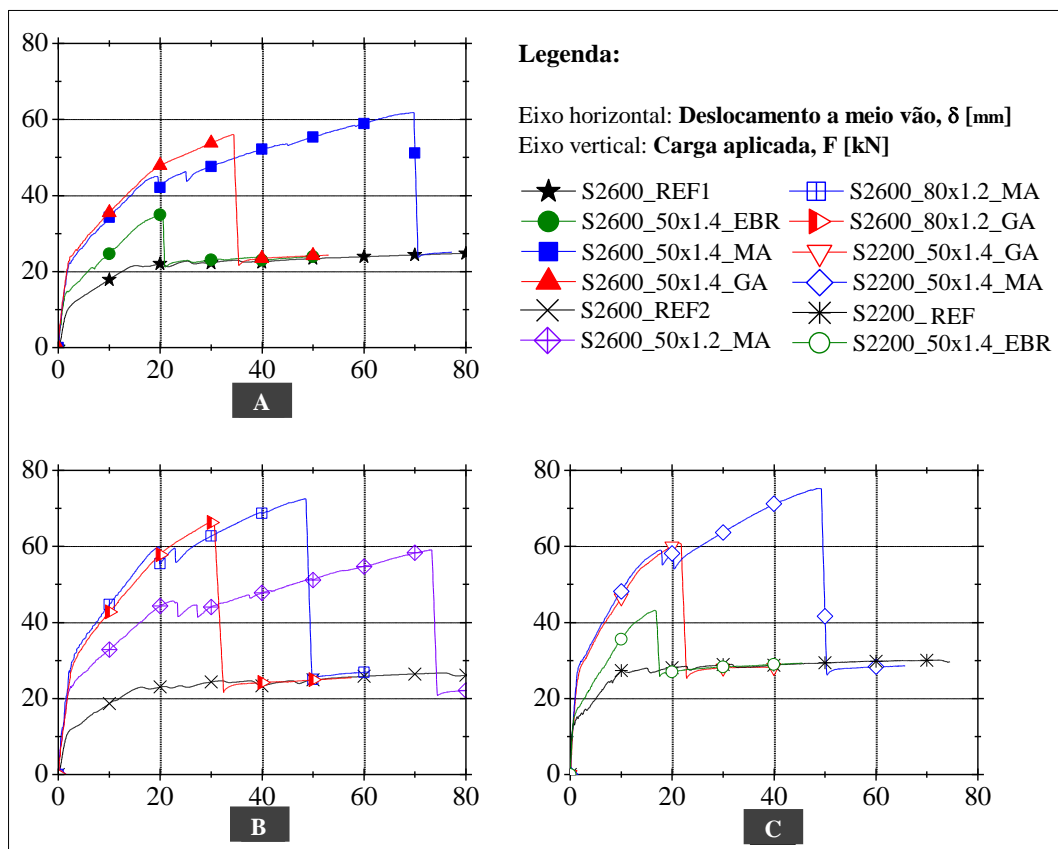 80
60
40
20
0
0 20 40 60 80
A
Legenda:
Eixo horizontal: Deslocamento a meio vão, δ [mm]
Eixo vertical: Carga aplicada, F [kN]
S2600_REF1
S2600_50x1.4_EBR
S2600_50x1.4_MA
S2600_50x1.4_GA
S2600_REF2
S2600_50x1.2_MA
S2600_80x1.2_MA
S2600_80x1.2_GA
S2200_50x1.4_GA
S2200_50x1.4_MA
S2200_REF
S2200_50x1.4_EBR
80
60
40
20
0
0 20 40 60 80
B
80
60
40
20
0
0 20 40 60 80
C